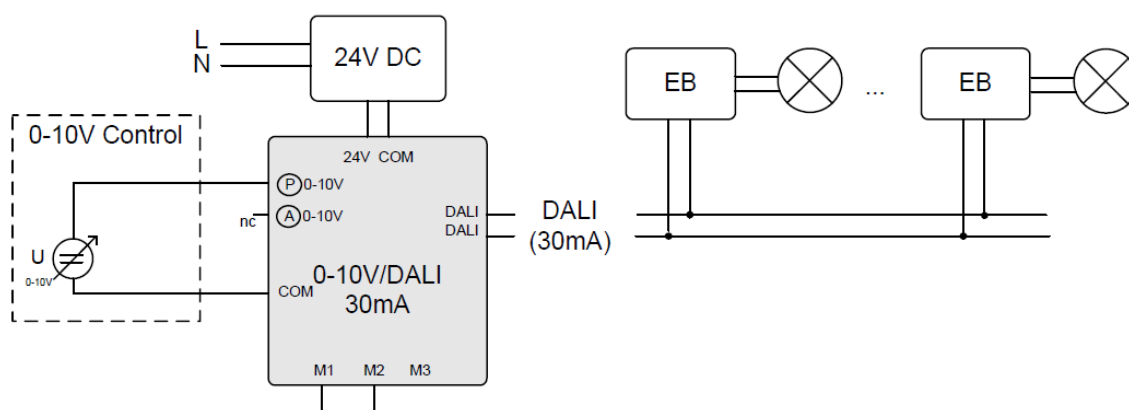 L
N
24V DC
EB
...
EB
0-10V Control
24V COM
P 0-10V
nc
A 0-10V
DALI
DALI
DALI
(30mA)
U
0-10V
0-10V/DALI
30mA
COM
M1 M2 M3